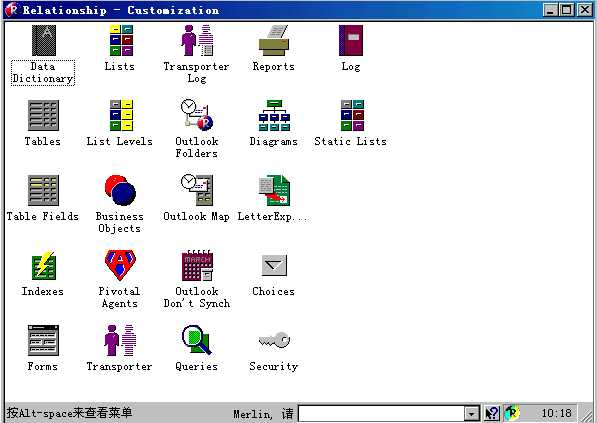 Relationship - Customization
Data
Dictionary
Lists
Transporter
Log
Reports
Log
Tables
List Levels
Outlook
Folders
Diagrams
Static Lists
Table Fields
Business
Objects
Outlook Map
LetterExp...
Indexes
Pivotal
Agents
MARCH
Outlook
Don't Synch
Choices
Forms
Transporter
Queries
Security
按Alt-space来查看菜单
Merlin, 请
10:18